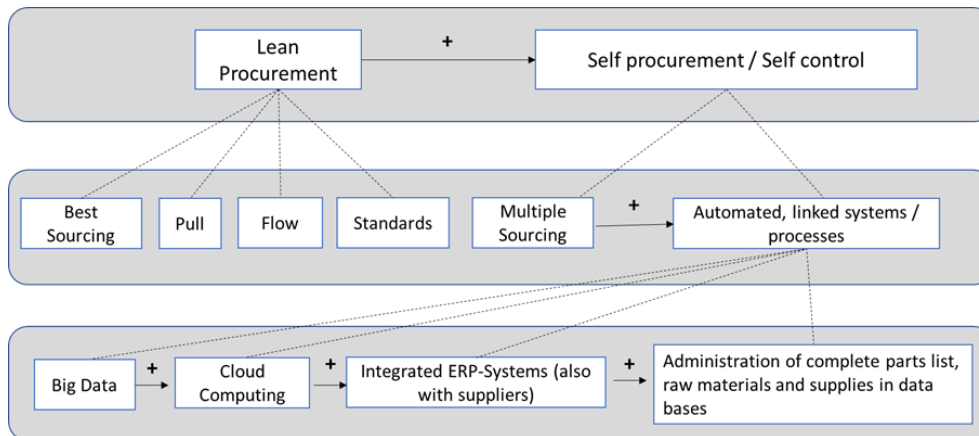 Lean
Procurement
+
Self procurement / Self control
Best
Sourcing
Pull
Flow
Standards
Multiple
Sourcing
+
Automated, linked systems /
processes
Big Data
+
Cloud
Computing
+
Integrated ERP-Systems (also
with suppliers)
+
Administration of complete parts list,
raw materials and supplies in data
bases